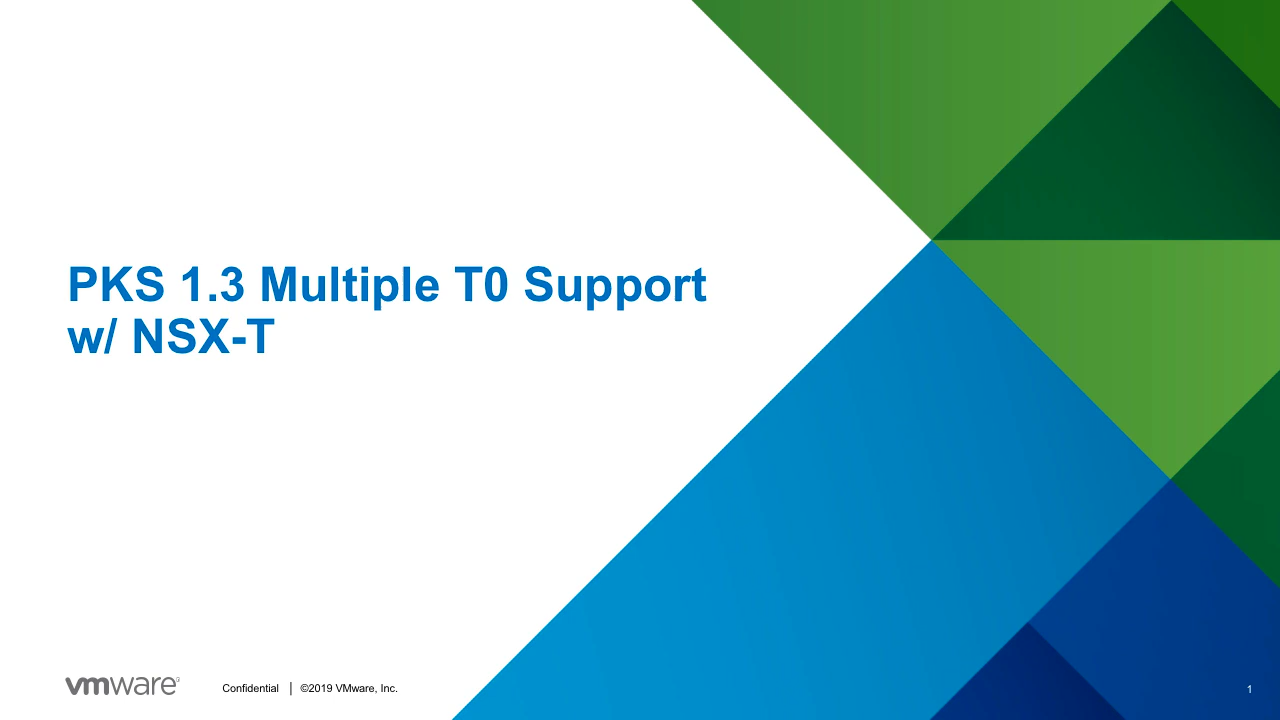 PKS 1.3 Multiple T0 Support
w/ NSX-T
vmware
Confidential | ©2019 VMware, Inc.
1